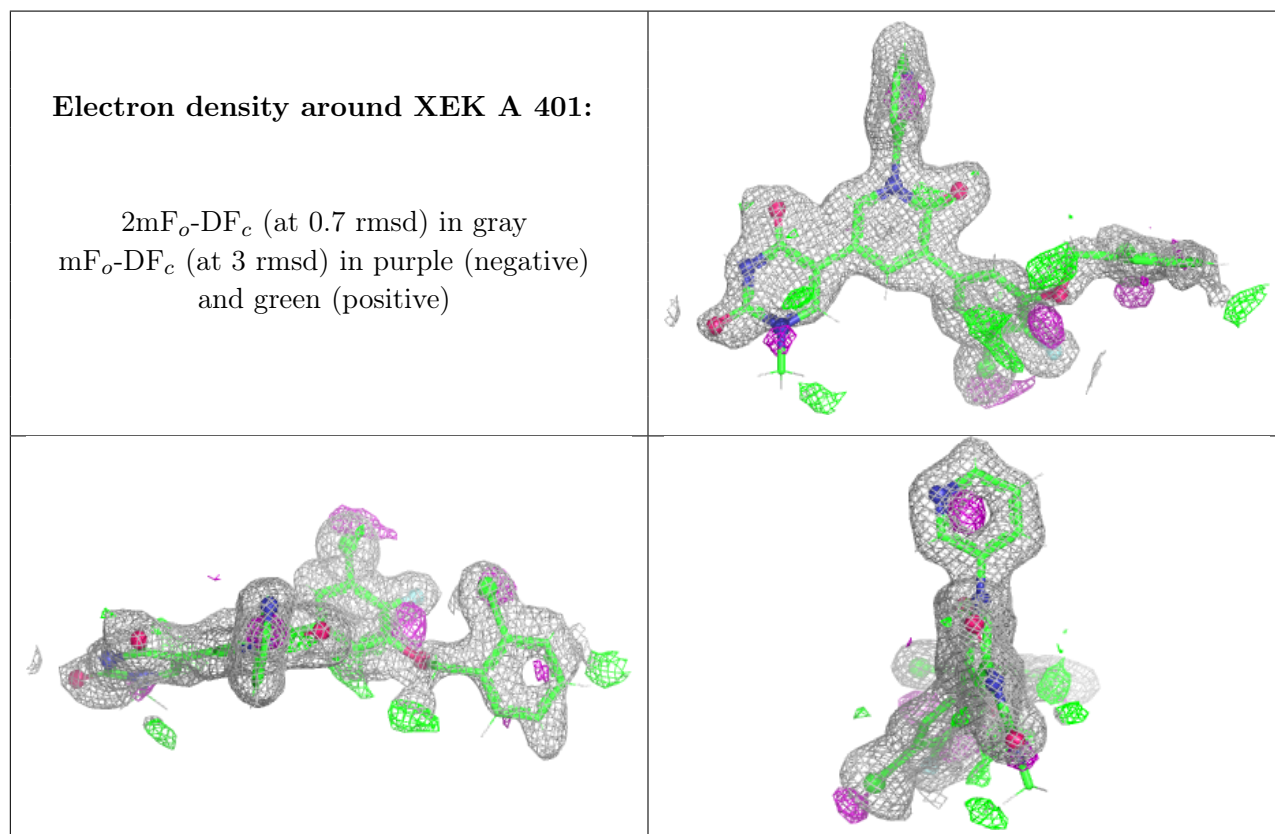 Electron density around XEK A 401:
2mFₒ-DF𝒸 (at 0.7 rmsd) in gray
mFₒ-DF𝒸 (at 3 rmsd) in purple (negative)
and green (positive)